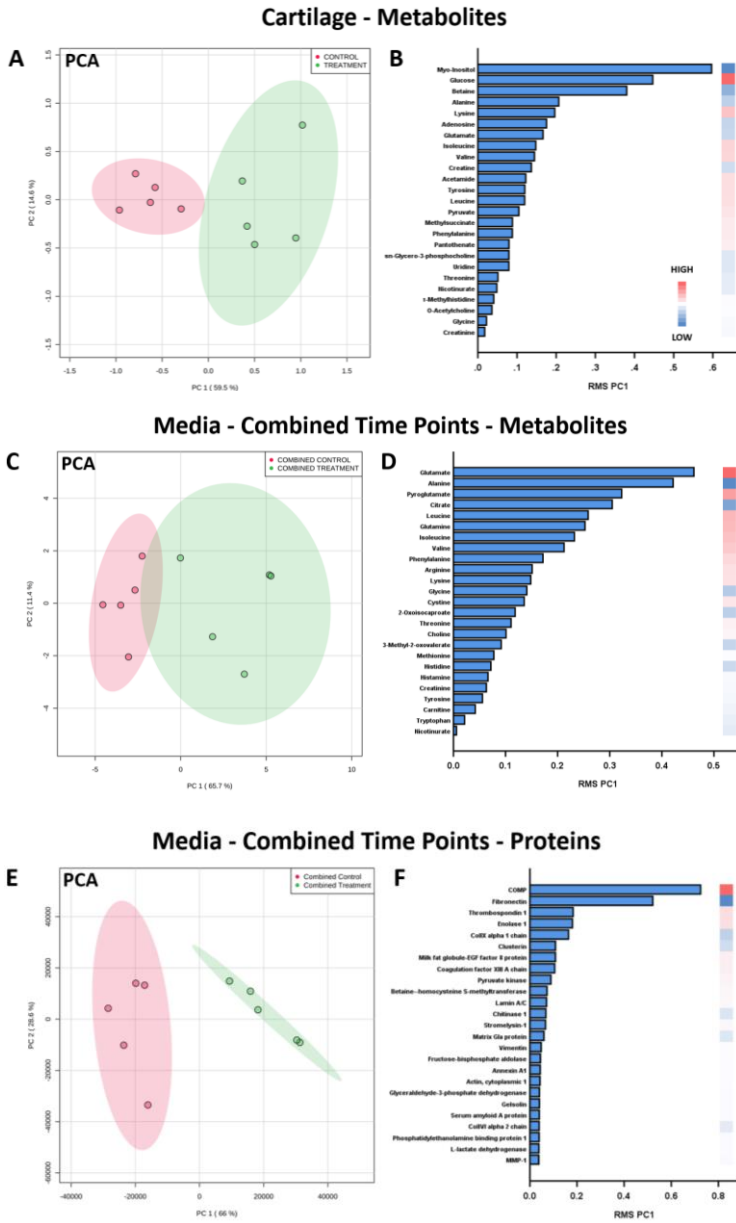 Cartilage - Metabolites
A
PCA
CONTROL
TREATMENT
1.5
1.0
0.5
0.0
-0.5
-1.0
-1.5
PC 2 ( 14.6 %)
-1.5 -1.0 -0.5 0.0 0.5 1.0 1.5
PC 1 ( 59.5 %)
B
Myo-Inositol
Glucose
Betaine
Alanine
Lysine
Adenosine
Glutamate
Isoleucine
Valine
Creatine
Acetamide
Tyrosine
Leucine
Pyruvate
Methylsuccinate
Phenylalanine
Pantothenate
sn-Glycero-3-phosphocholine
Uridine
Threonine
Nicotinurate
τ-Methylhistidine
O-Acetylcholine
Glycine
Creatinine
HIGH
LOW
.0 .1 .2 .3 .4 .5 .6 .7
RMS PC1
Media - Combined Time Points - Metabolites
C
PCA
COMBINED CONTROL
COMBINED TREATMENT
4
2
0
-2
-4
PC 2 ( 11.4 %)
-5 0 5 10
PC 1 ( 65.7 %)
D
Glutamate
Alanine
Pyroglutamate
Citrate
Leucine
Glutamine
Isoleucine
Valine
Phenylalanine
Arginine
Lysine
Glycine
Cystine
2-Oxoisocaproate
Threonine
Choline
3-Methyl-2-oxovalerate
Methionine
Histidine
Histamine
Creatinine
Tyrosine
Carnitine
Tryptophan
Nicotinurate
0.0 0.1 0.2 0.3 0.4 0.5
RMS PC1
Media - Combined Time Points - Proteins
E
PCA
Combined Control
Combined Treatment
40000
20000
0
-20000
-40000
-60000
PC 2 ( 28.6 %)
-40000 -20000 0 20000 40000
PC 1 ( 66 %)
F
COMP
Fibronectin
Thrombospondin 1
Enolase 1
ColIX alpha 1 chain
Clusterin
Milk fat globule-EGF factor 8 protein
Coagulation factor XIII A chain
Pyruvate kinase
Betaine--homocysteine S-methyltransferase
Lamin A/C
Chitinase 1
Stromelysin-1
Matrix Gla protein
Vimentin
Fructose-bisphosphate aldolase
Annexin A1
Actin, cytoplasmic 1
Glyceraldehyde-3-phosphate dehydrogenase
Gelsolin
Serum amyloid A protein
ColVI alpha 2 chain
Phosphatidylethanolamine binding protein 1
L-lactate dehydrogenase
MMP-1
0.0 0.2 0.4 0.6 0.8
RMS PC1